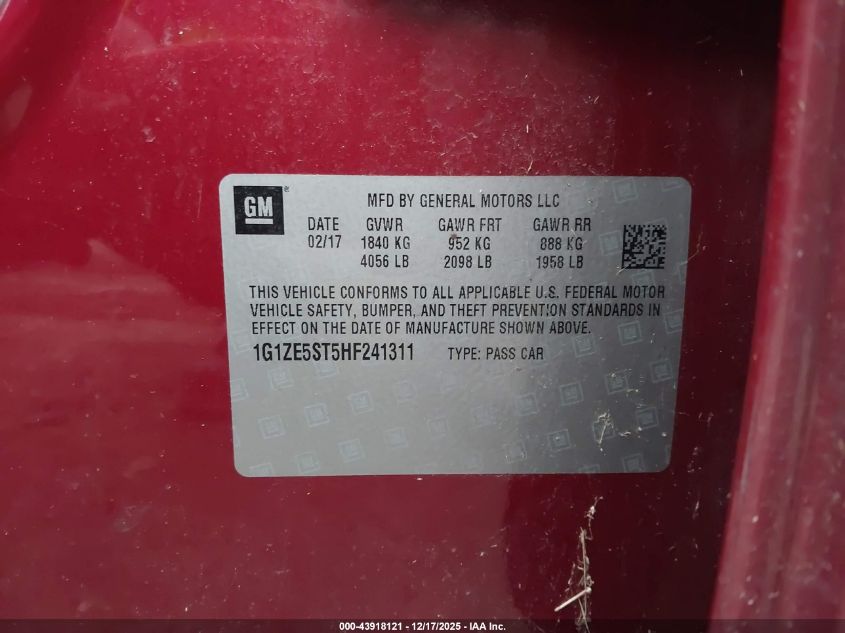 GM ® MFD BY GENERAL MOTORS LLC
DATE GVWR GAWR FRT GAWR RR
02/17 1840 KG 952 KG 888 KG
4056 LB 2098 LB 1958 LB
THIS VEHICLE CONFORMS TO ALL APPLICABLE U.S. FEDERAL MOTOR
VEHICLE SAFETY, BUMPER, AND THEFT PREVENTION STANDARDS IN
EFFECT ON THE DATE OF MANUFACTURE SHOWN ABOVE.
1G1ZE5ST5HF241311 TYPE: PASS CAR
000-43918121 - 12/17/2025 - IAA Inc.